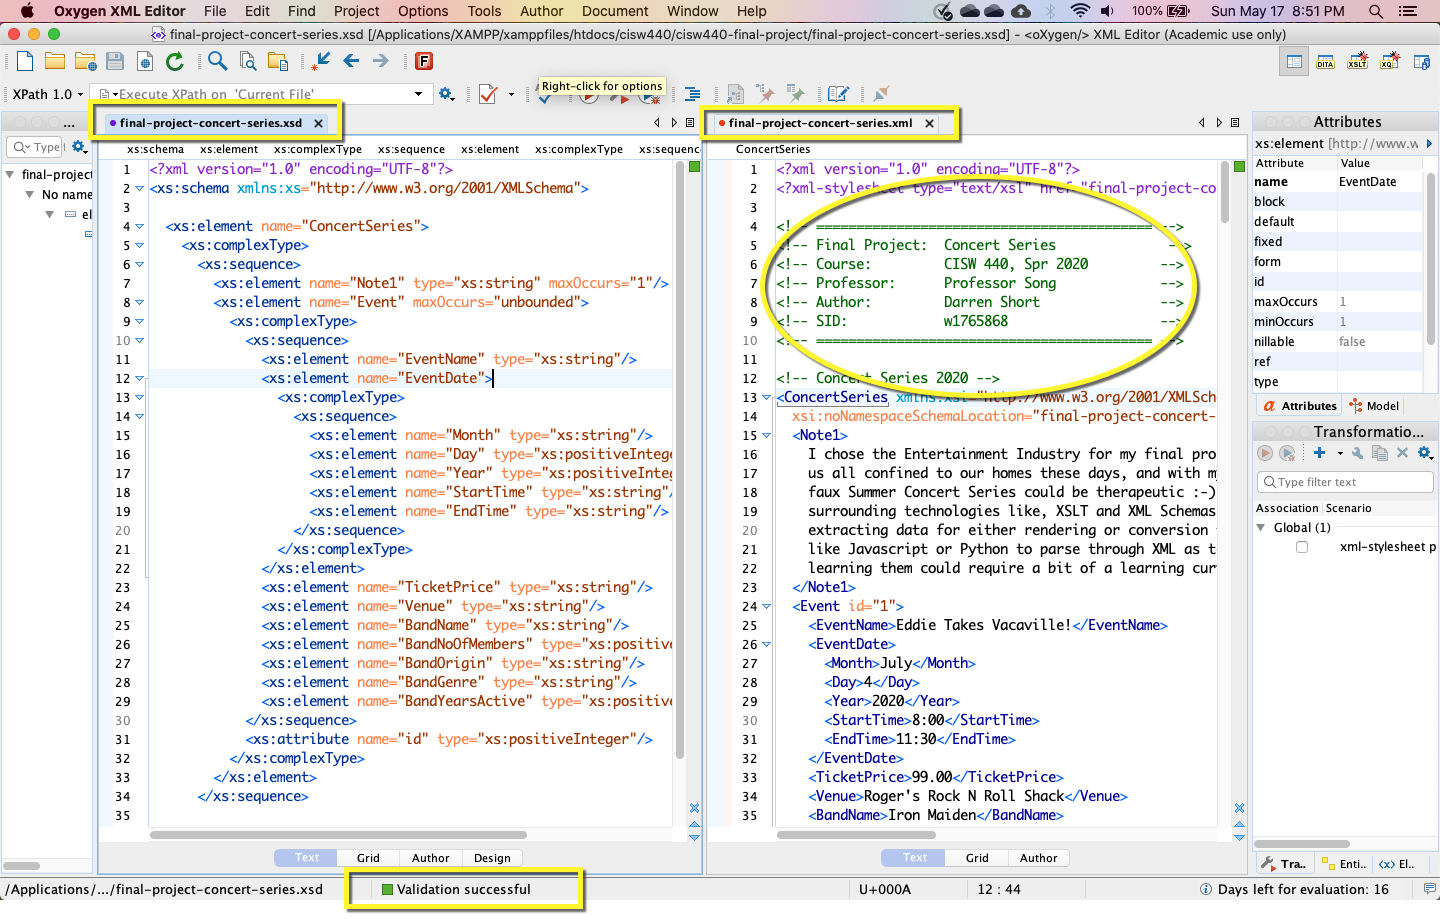 Oxygen XML Editor File Edit Find Project Options Validation Tools Author Document Window Help 100% Sun May 17 8:51 PM
final-project-concert-series.xsd [/Applications/XAMPP/xamppfiles/htdocs/cisw440/cisw440-final-project/final-project-concert-series.xsd] - <oXygen/> XML Editor (Academic use only)
DITA XSLT XQ
XPath 1.0 Execute XPath on 'Current File'
Right-click for options
final-project-concert-series.xsd
xs:schema xs:element xs:complexType xs:sequence xs:element xs:complexType xs:sequenc
Type
final-project
No name
el
1 <?xml version="1.0" encoding="UTF-8"?>
2 <xs:schema xmlns:xs="http://www.w3.org/2001/XMLSchema">
3
4 <xs:element name="ConcertSeries">
5 <xs:complexType>
6 <xs:sequence>
7 <xs:element name="Note1" type="xs:string" maxOccurs="1"/>
8 <xs:element name="Event" maxOccurs="unbounded">
9 <xs:complexType>
10 <xs:sequence>
11 <xs:element name="EventName" type="xs:string"/>
12 <xs:element name="EventDate">
13 <xs:complexType>
14 <xs:sequence>
15 <xs:element name="Month" type="xs:string"/>
16 <xs:element name="Day" type="xs:positiveIntege
17 <xs:element name="Year" type="xs:positiveInteg
18 <xs:element name="StartTime" type="xs:string"/
19 <xs:element name="EndTime" type="xs:string"/>
20 </xs:sequence>
21 </xs:complexType>
22 </xs:element>
23 <xs:element name="TicketPrice" type="xs:string"/>
24 <xs:element name="Venue" type="xs:string"/>
25 <xs:element name="BandName" type="xs:string"/>
26 <xs:element name="BandNoOfMembers" type="xs:positive
27 <xs:element name="BandOrigin" type="xs:string"/>
28 <xs:element name="BandGenre" type="xs:string"/>
29 <xs:element name="BandYearsActive" type="xs:positive
30 </xs:sequence>
31 <xs:attribute name="id" type="xs:positiveInteger"/>
32 </xs:complexType>
33 </xs:element>
34 </xs:sequence>
35
Text Grid Author Design
final-project-concert-series.xml
ConcertSeries
1 <?xml version="1.0" encoding="UTF-8"?>
2 <?xml-stylesheet type="text/xsl" href="final-project-co
3
4 <!-- ========================================== -->
5 <!-- Final Project: Concert Series -->
6 <!-- Course: CISW 440, Spr 2020 -->
7 <!-- Professor: Professor Song -->
8 <!-- Author: Darren Short -->
9 <!-- SID: w1765868 -->
10 <!-- ========================================== -->
11
12 <!-- Concert Series 2020 -->
13 <ConcertSeries xmlns:xsi="http://www.w3.org/2001/XMLSch
14 xsi:noNamespaceSchemaLocation="final-project-concert-
15 <Note1>
16 I chose the Entertainment Industry for my final pro
17 us all confined to our homes these days, and with my
18 faux Summer Concert Series could be therapeutic :-)
19 surrounding technologies like, XSLT and XML Schemas
20 extracting data for either rendering or conversion
21 like Javascript or Python to parse through XML as t
22 learning them could require a bit of a learning cur
23 </Note1>
24 <Event id="1">
25 <EventName>Eddie Takes Vacaville!</EventName>
26 <EventDate>
27 <Month>July</Month>
28 <Day>4</Day>
29 <Year>2020</Year>
30 <StartTime>8:00</StartTime>
31 <EndTime>11:30</EndTime>
32 </EventDate>
33 <TicketPrice>99.00</TicketPrice>
34 <Venue>Roger's Rock N Roll Shack</Venue>
35 <BandName>Iron Maiden</BandName>
Text Grid Author
Attributes
xs:element [http://www.w
Attribute Value
name EventDate
block
default
fixed
form
id
maxOccurs 1
minOccurs 1
nillable false
ref
type
Attributes Model
Transformatio...
Type filter text
Association Scenario
Global (1)
xml-stylesheet p
Tra.. Enti.. El..
/Applications/.../final-project-concert-series.xsd Validation successful U+000A 12 : 44 Days left for evaluation: 16